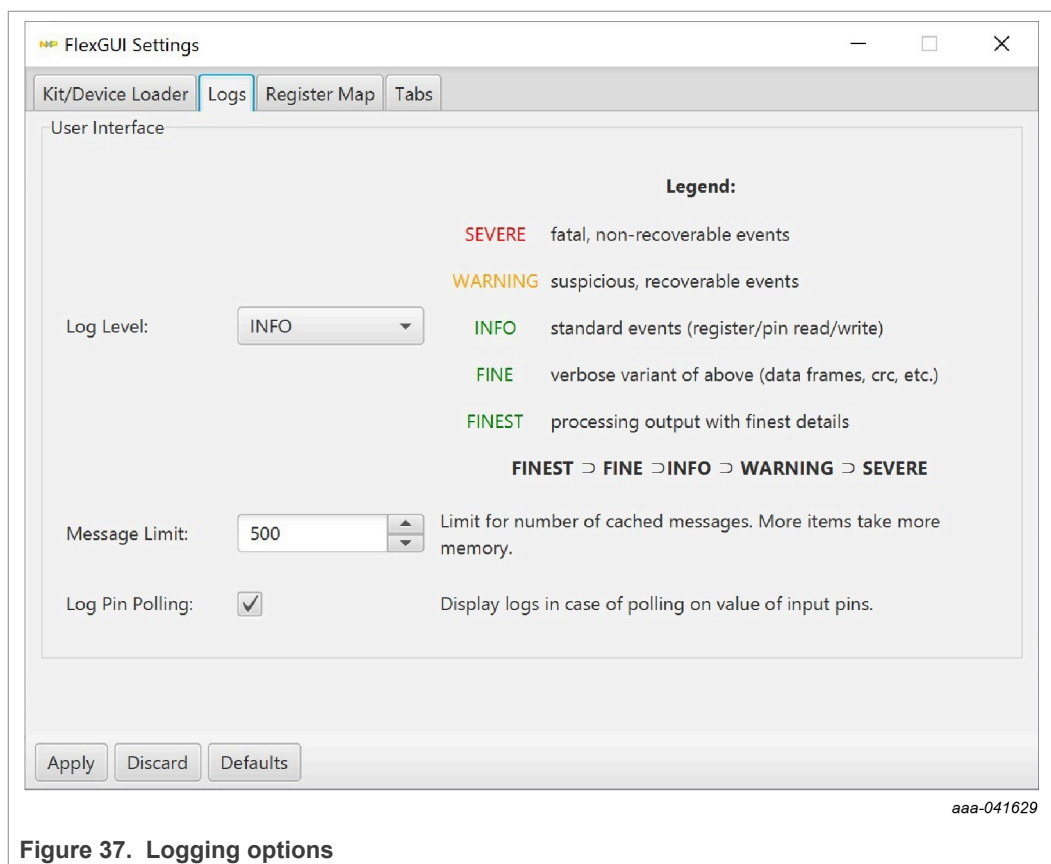 NXP FlexGUI Settings
Kit/Device Loader Logs Register Map Tabs
User Interface
Legend:
SEVERE fatal, non-recoverable events
WARNING suspicious, recoverable events
Log Level: INFO INFO standard events (register/pin read/write)
FINE verbose variant of above (data frames, crc, etc.)
FINEST processing output with finest details
FINEST ⊃ FINE ⊃INFO ⊃ WARNING ⊃ SEVERE
Message Limit: 500 Limit for number of cached messages. More items take more
memory.
Log Pin Polling: Display logs in case of polling on value of input pins.
Apply Discard Defaults
aaa-041629
Figure 37. Logging options